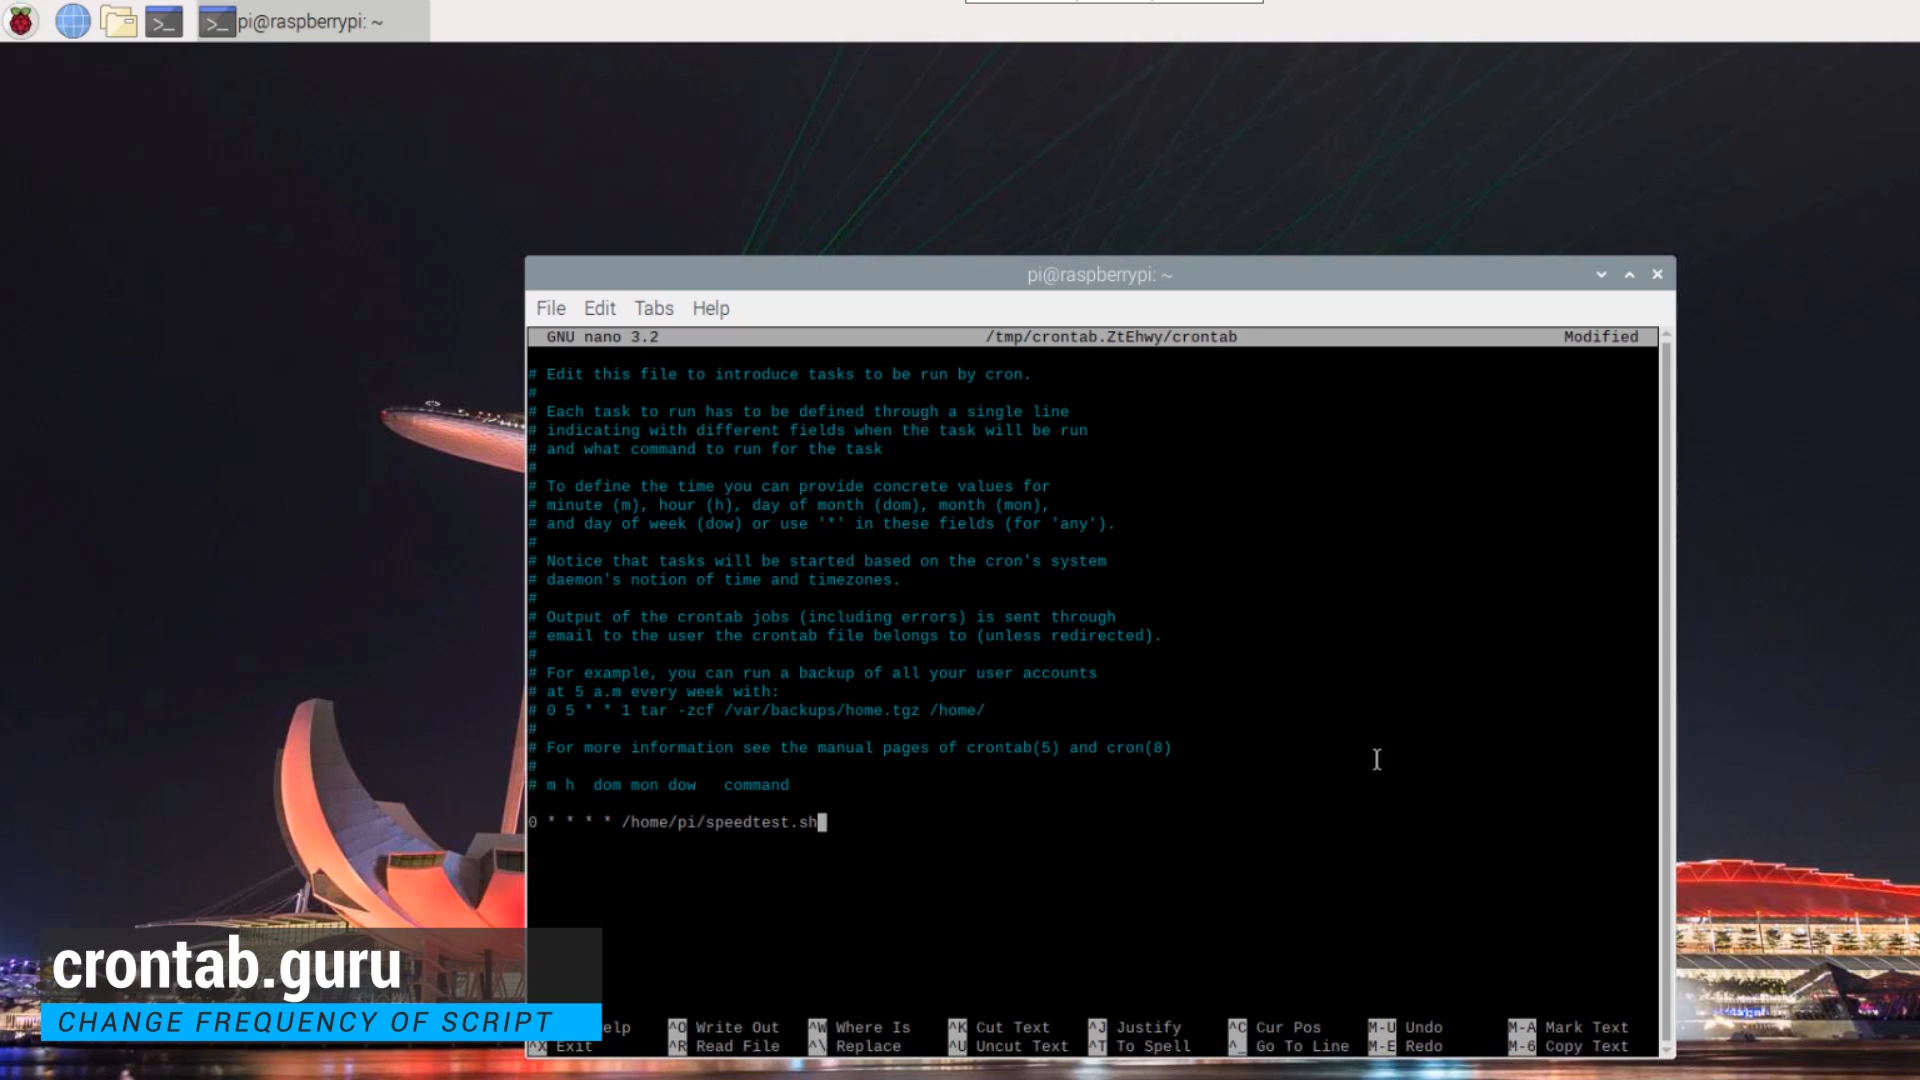 pi@raspberrypi: ~
pi@raspberrypi: ~
File Edit Tabs Help
GNU nano 3.2 /tmp/crontab.ZtEhwy/crontab Modified
# Edit this file to introduce tasks to be run by cron.
#
# Each task to run has to be defined through a single line
# indicating with different fields when the task will be run
# and what command to run for the task
#
# To define the time you can provide concrete values for
# minute (m), hour (h), day of month (dom), month (mon),
# and day of week (dow) or use '*' in these fields (for 'any').
#
# Notice that tasks will be started based on the cron's system
# daemon's notion of time and timezones.
#
# Output of the crontab jobs (including errors) is sent through
# email to the user the crontab file belongs to (unless redirected).
#
# For example, you can run a backup of all your user accounts
# at 5 a.m every week with:
# 0 5 * * 1 tar -zcf /var/backups/home.tgz /home/
#
# For more information see the manual pages of crontab(5) and cron(8)
#
# m h  dom mon dow   command
0 * * * * /home/pi/speedtest.sh
crontab.guru
CHANGE FREQUENCY OF SCRIPT
elp ^O Write Out ^W Where Is ^K Cut Text ^J Justify ^C Cur Pos M-U Undo M-A Mark Text
^X Exit ^R Read File ^\ Replace ^U Uncut Text ^T To Spell ^_ Go To Line M-E Redo M-6 Copy Text